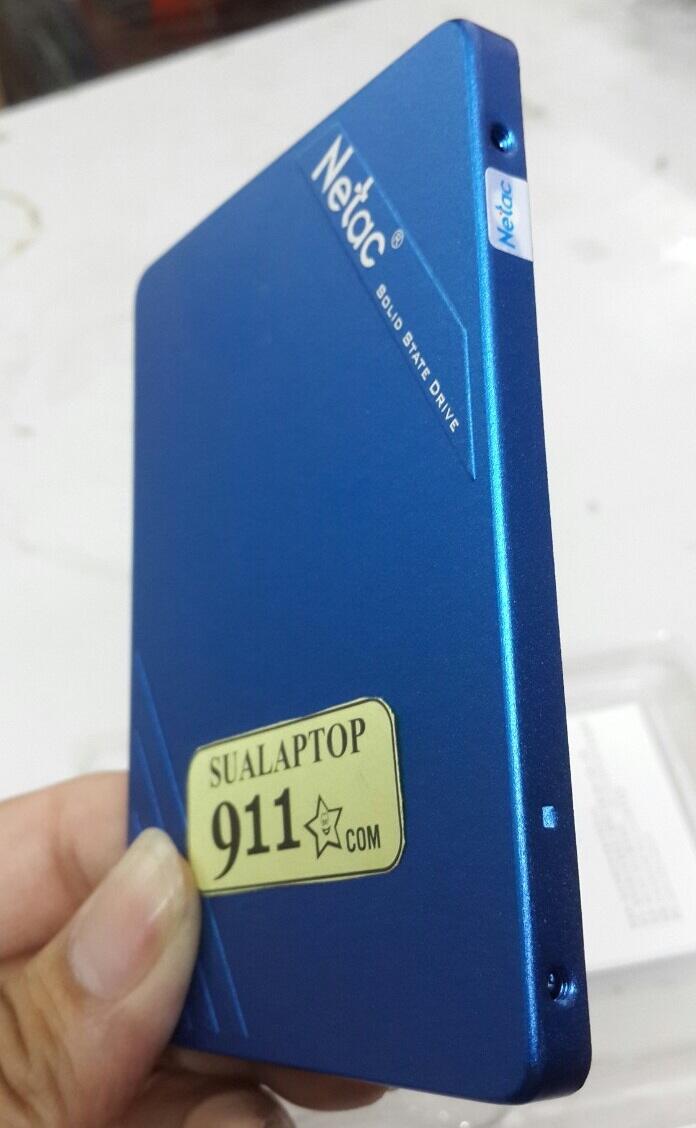 Netac®
SOLID STATE DRIVE
Netac
SUALAPTOP
911 COM